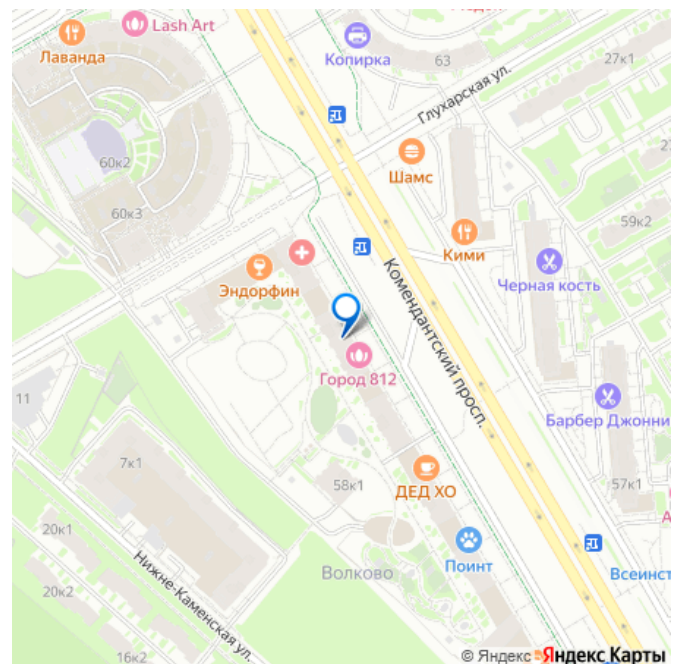 Lash Art
Лаванда
Копирка
63
27к1
Глухарская ул.
60к2
Шамс
60к3
59к2
Кими
Эндорфин
Черная кость
Комендантский просп.
Город 812
11
Барбер Джонни
7к1
ДЕД ХО
58к1
57к1
20к1
Поинт
Волково
Всеинст
20к2
Нижне-Каменская ул.
16к2
© Яндекс Яндекс Карты